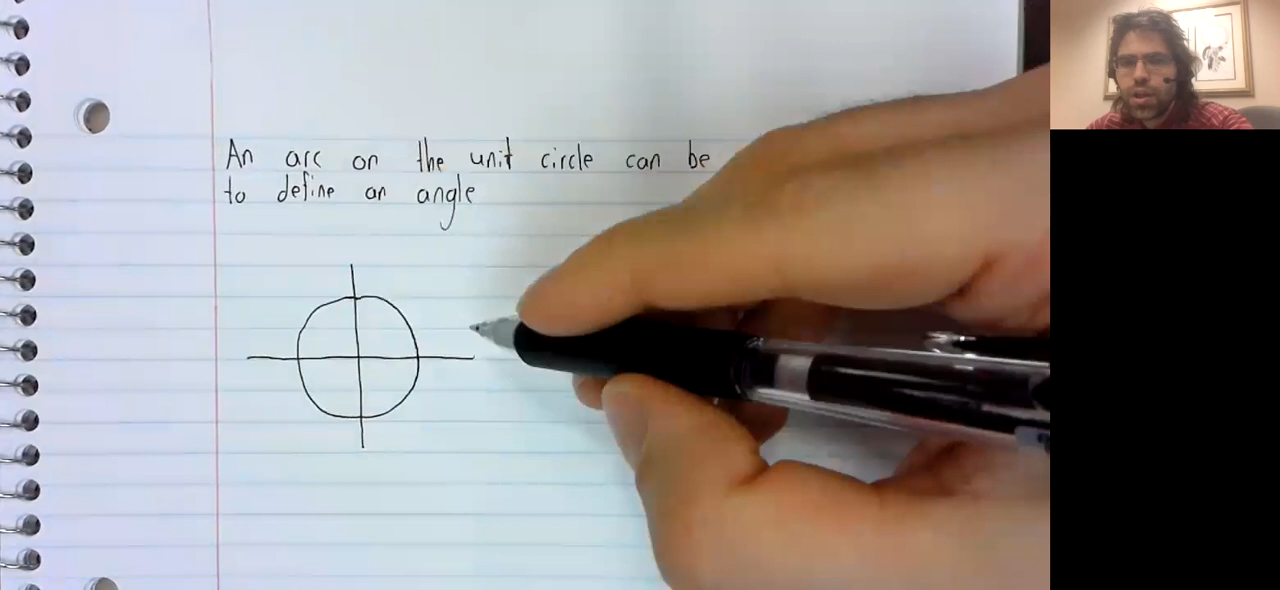 An arc on the unit circle can be
to define an angle